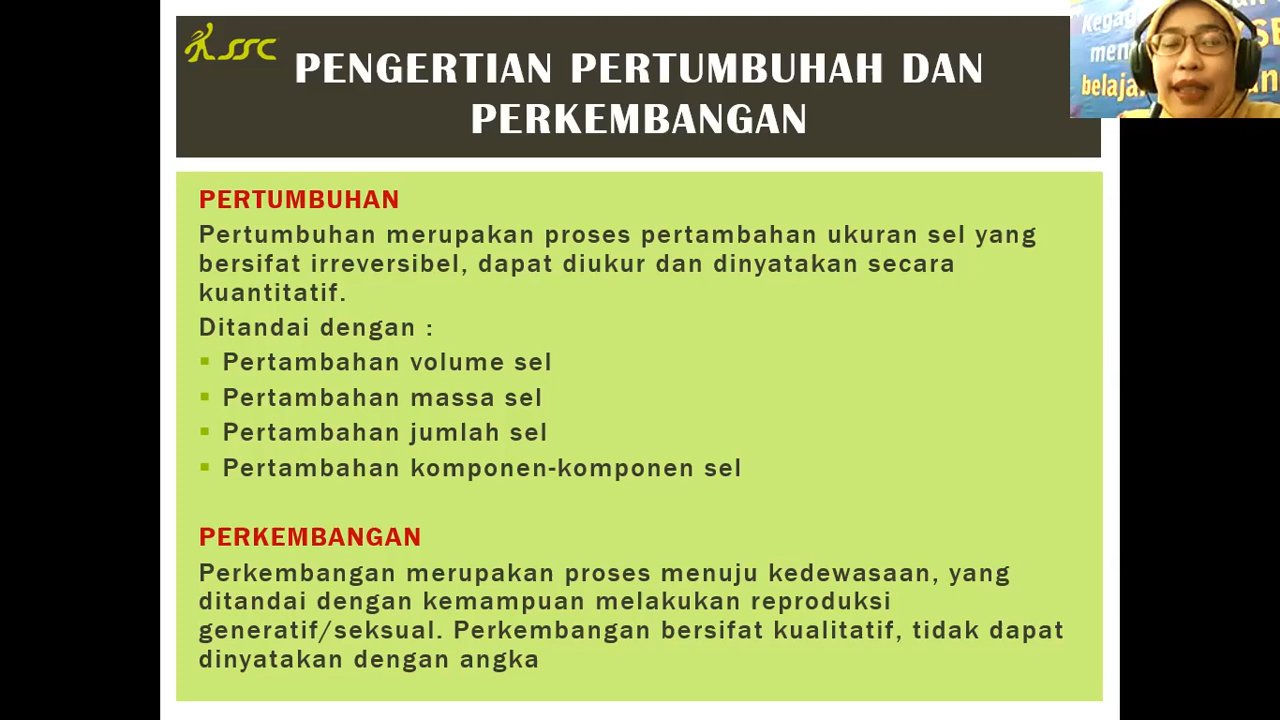 SSC
PENGERTIAN PERTUMBUHAH DAN
PERKEMBANGAN
PERTUMBUHAN
Pertumbuhan merupakan proses pertambahan ukuran sel yang
bersifat irreversibel, dapat diukur dan dinyatakan secara
kuantitatif.
Ditandai dengan :
Pertambahan volume sel
Pertambahan massa sel
Pertambahan jumlah sel
Pertambahan komponen-komponen sel
PERKEMBANGAN
Perkembangan merupakan proses menuju kedewasaan, yang
ditandai dengan kemampuan melakukan reproduksi
generatif/seksual. Perkembangan bersifat kualitatif, tidak dapat
dinyatakan dengan angka
belaja